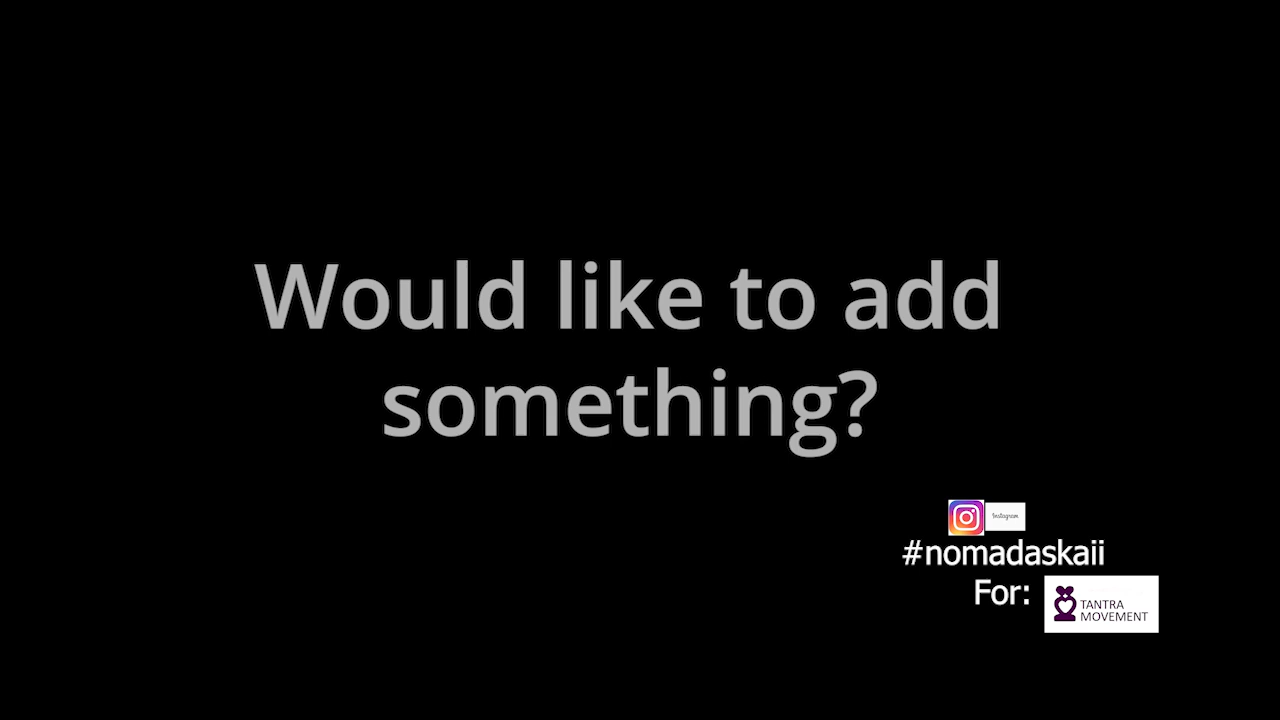 Would like to add
something?
Instagram
#nomadaskaii
For:
TANTRA
MOVEMENT